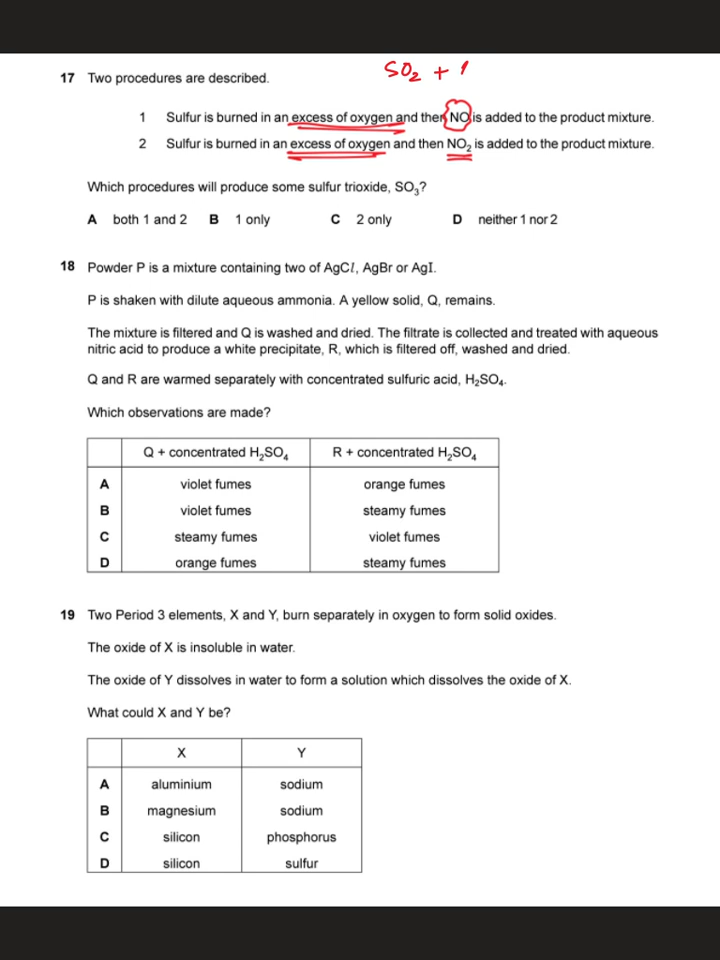 SO₂ + 1
17 Two procedures are described.
1 Sulfur is burned in an excess of oxygen and then NO is added to the product mixture.
2 Sulfur is burned in an excess of oxygen and then NO₂ is added to the product mixture.
Which procedures will produce some sulfur trioxide, SO₃?
A both 1 and 2 B 1 only C 2 only D neither 1 nor 2
18 Powder P is a mixture containing two of AgCl, AgBr or AgI.
P is shaken with dilute aqueous ammonia. A yellow solid, Q, remains.
The mixture is filtered and Q is washed and dried. The filtrate is collected and treated with aqueous
nitric acid to produce a white precipitate, R, which is filtered off, washed and dried.
Q and R are warmed separately with concentrated sulfuric acid, H₂SO₄.
Which observations are made?
Q + concentrated H₂SO₄ R + concentrated H₂SO₄
A violet fumes orange fumes
B violet fumes steamy fumes
C steamy fumes violet fumes
D orange fumes steamy fumes
19 Two Period 3 elements, X and Y, burn separately in oxygen to form solid oxides.
The oxide of X is insoluble in water.
The oxide of Y dissolves in water to form a solution which dissolves the oxide of X.
What could X and Y be?
X Y
A aluminium sodium
B magnesium sodium
C silicon phosphorus
D silicon sulfur